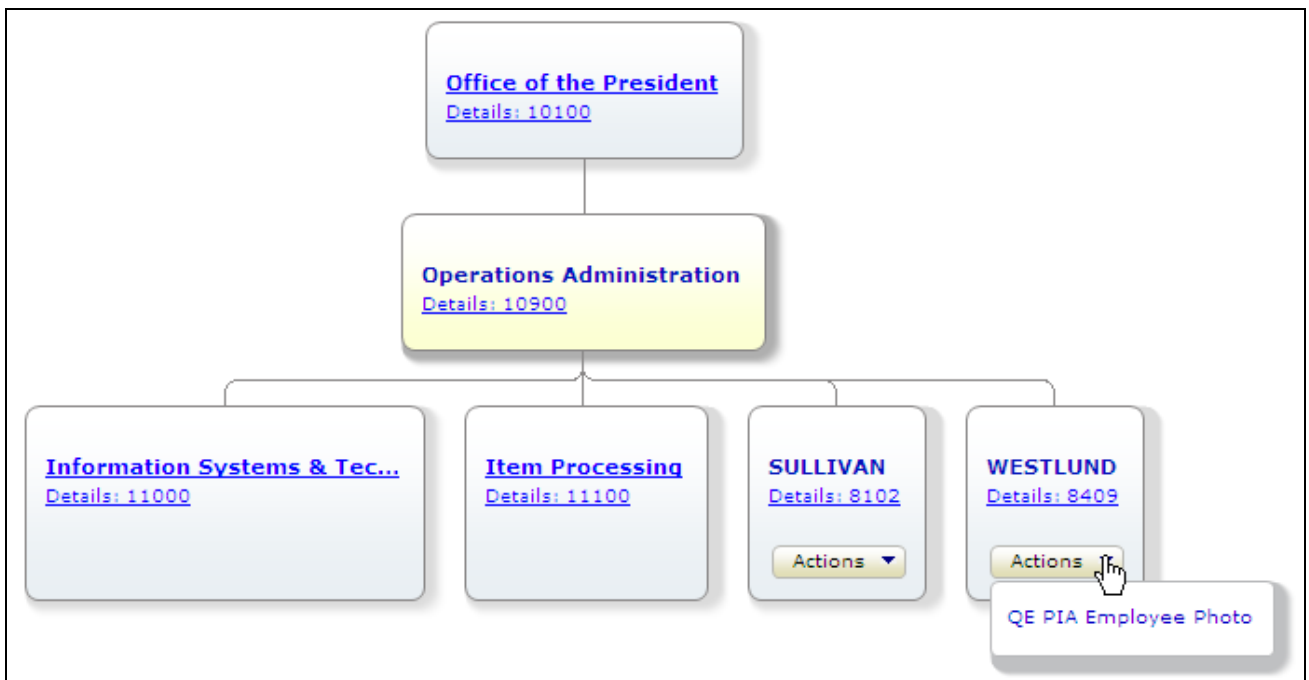 Office of the President
Details: 10100
Operations Administration
Details: 10900
Information Systems & Tec...
Details: 11000
Item Processing
Details: 11100
SULLIVAN
Details: 8102
Actions
WESTLUND
Details: 8409
Actions
QE PIA Employee Photo